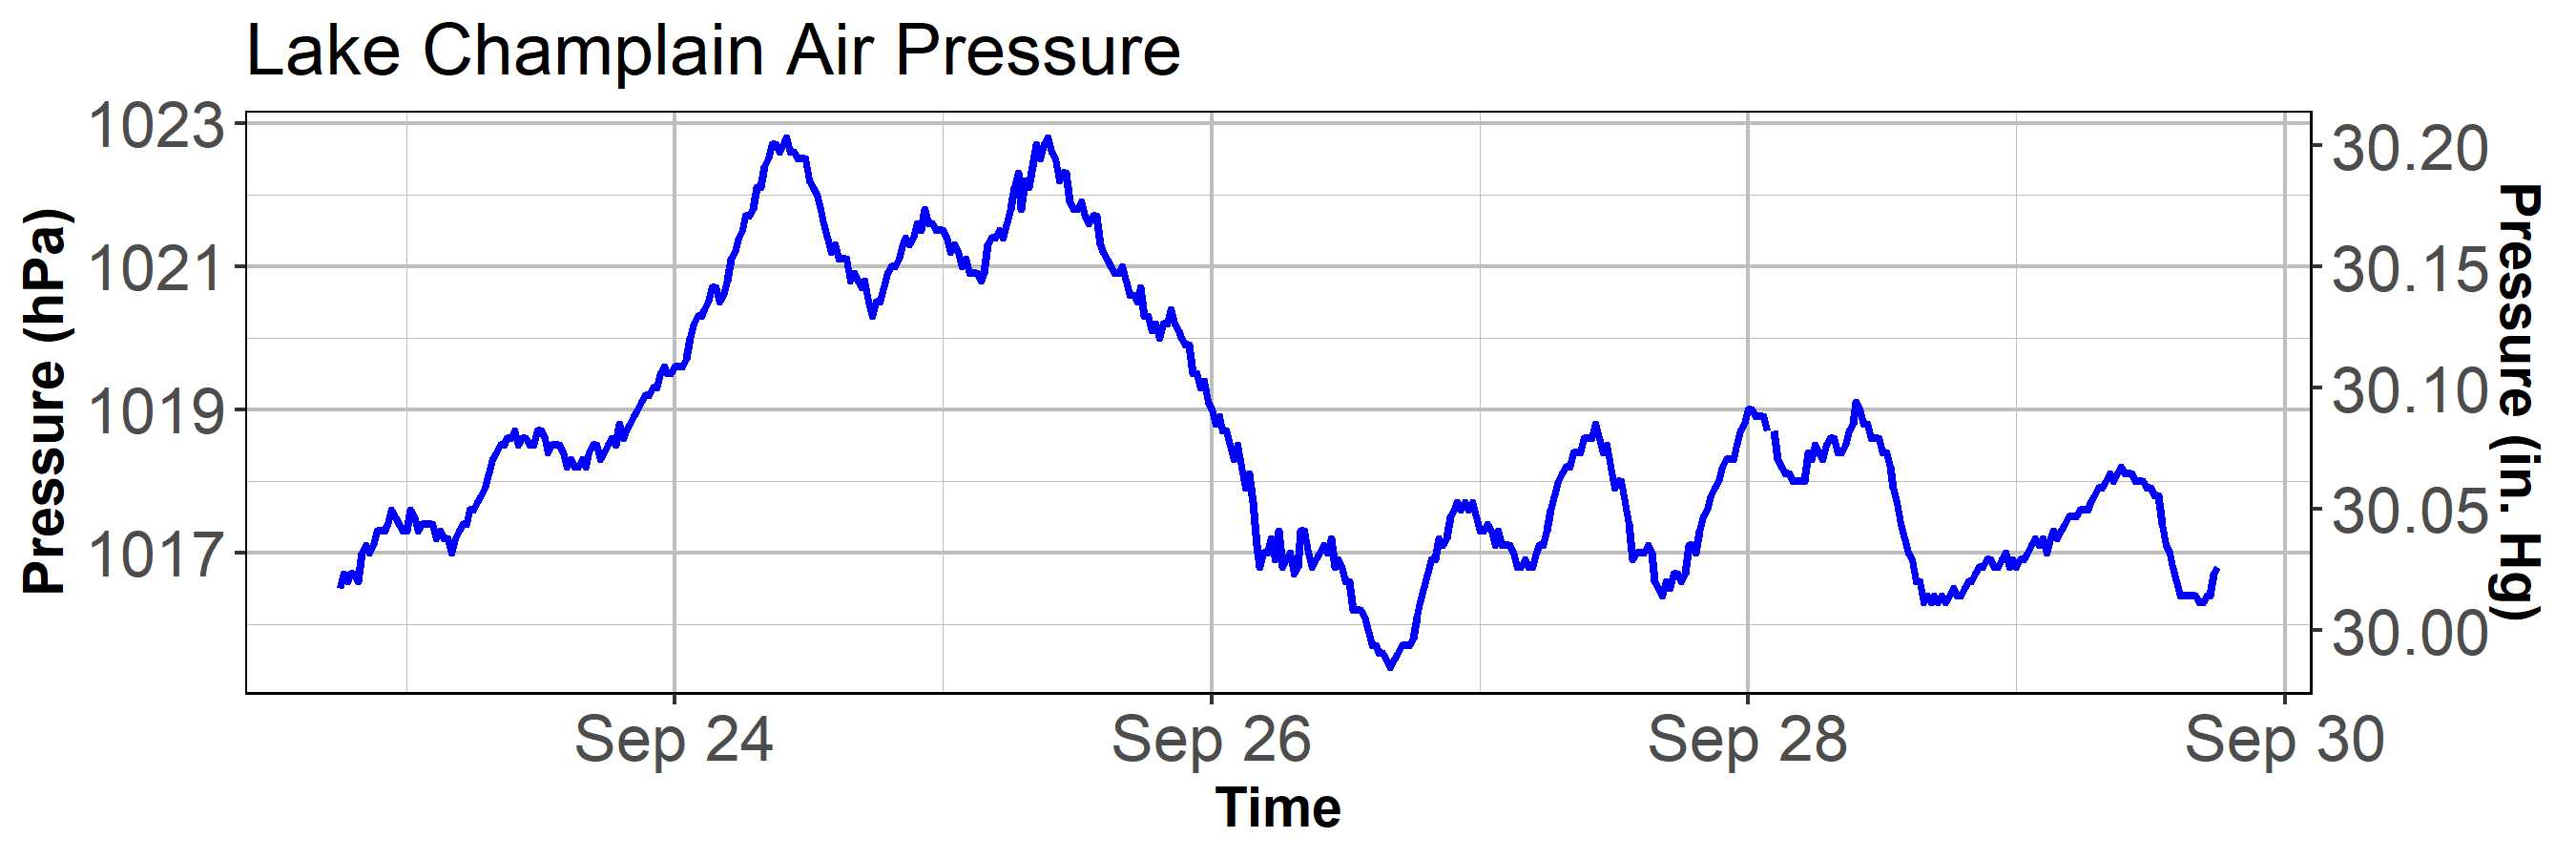 Lake Champlain Air Pressure
Pressure (hPa)
1023
1021
1019
1017
30.20
30.15
30.10
30.05
30.00
Pressure (in. Hg)
Sep 24 Sep 26 Sep 28 Sep 30
Time